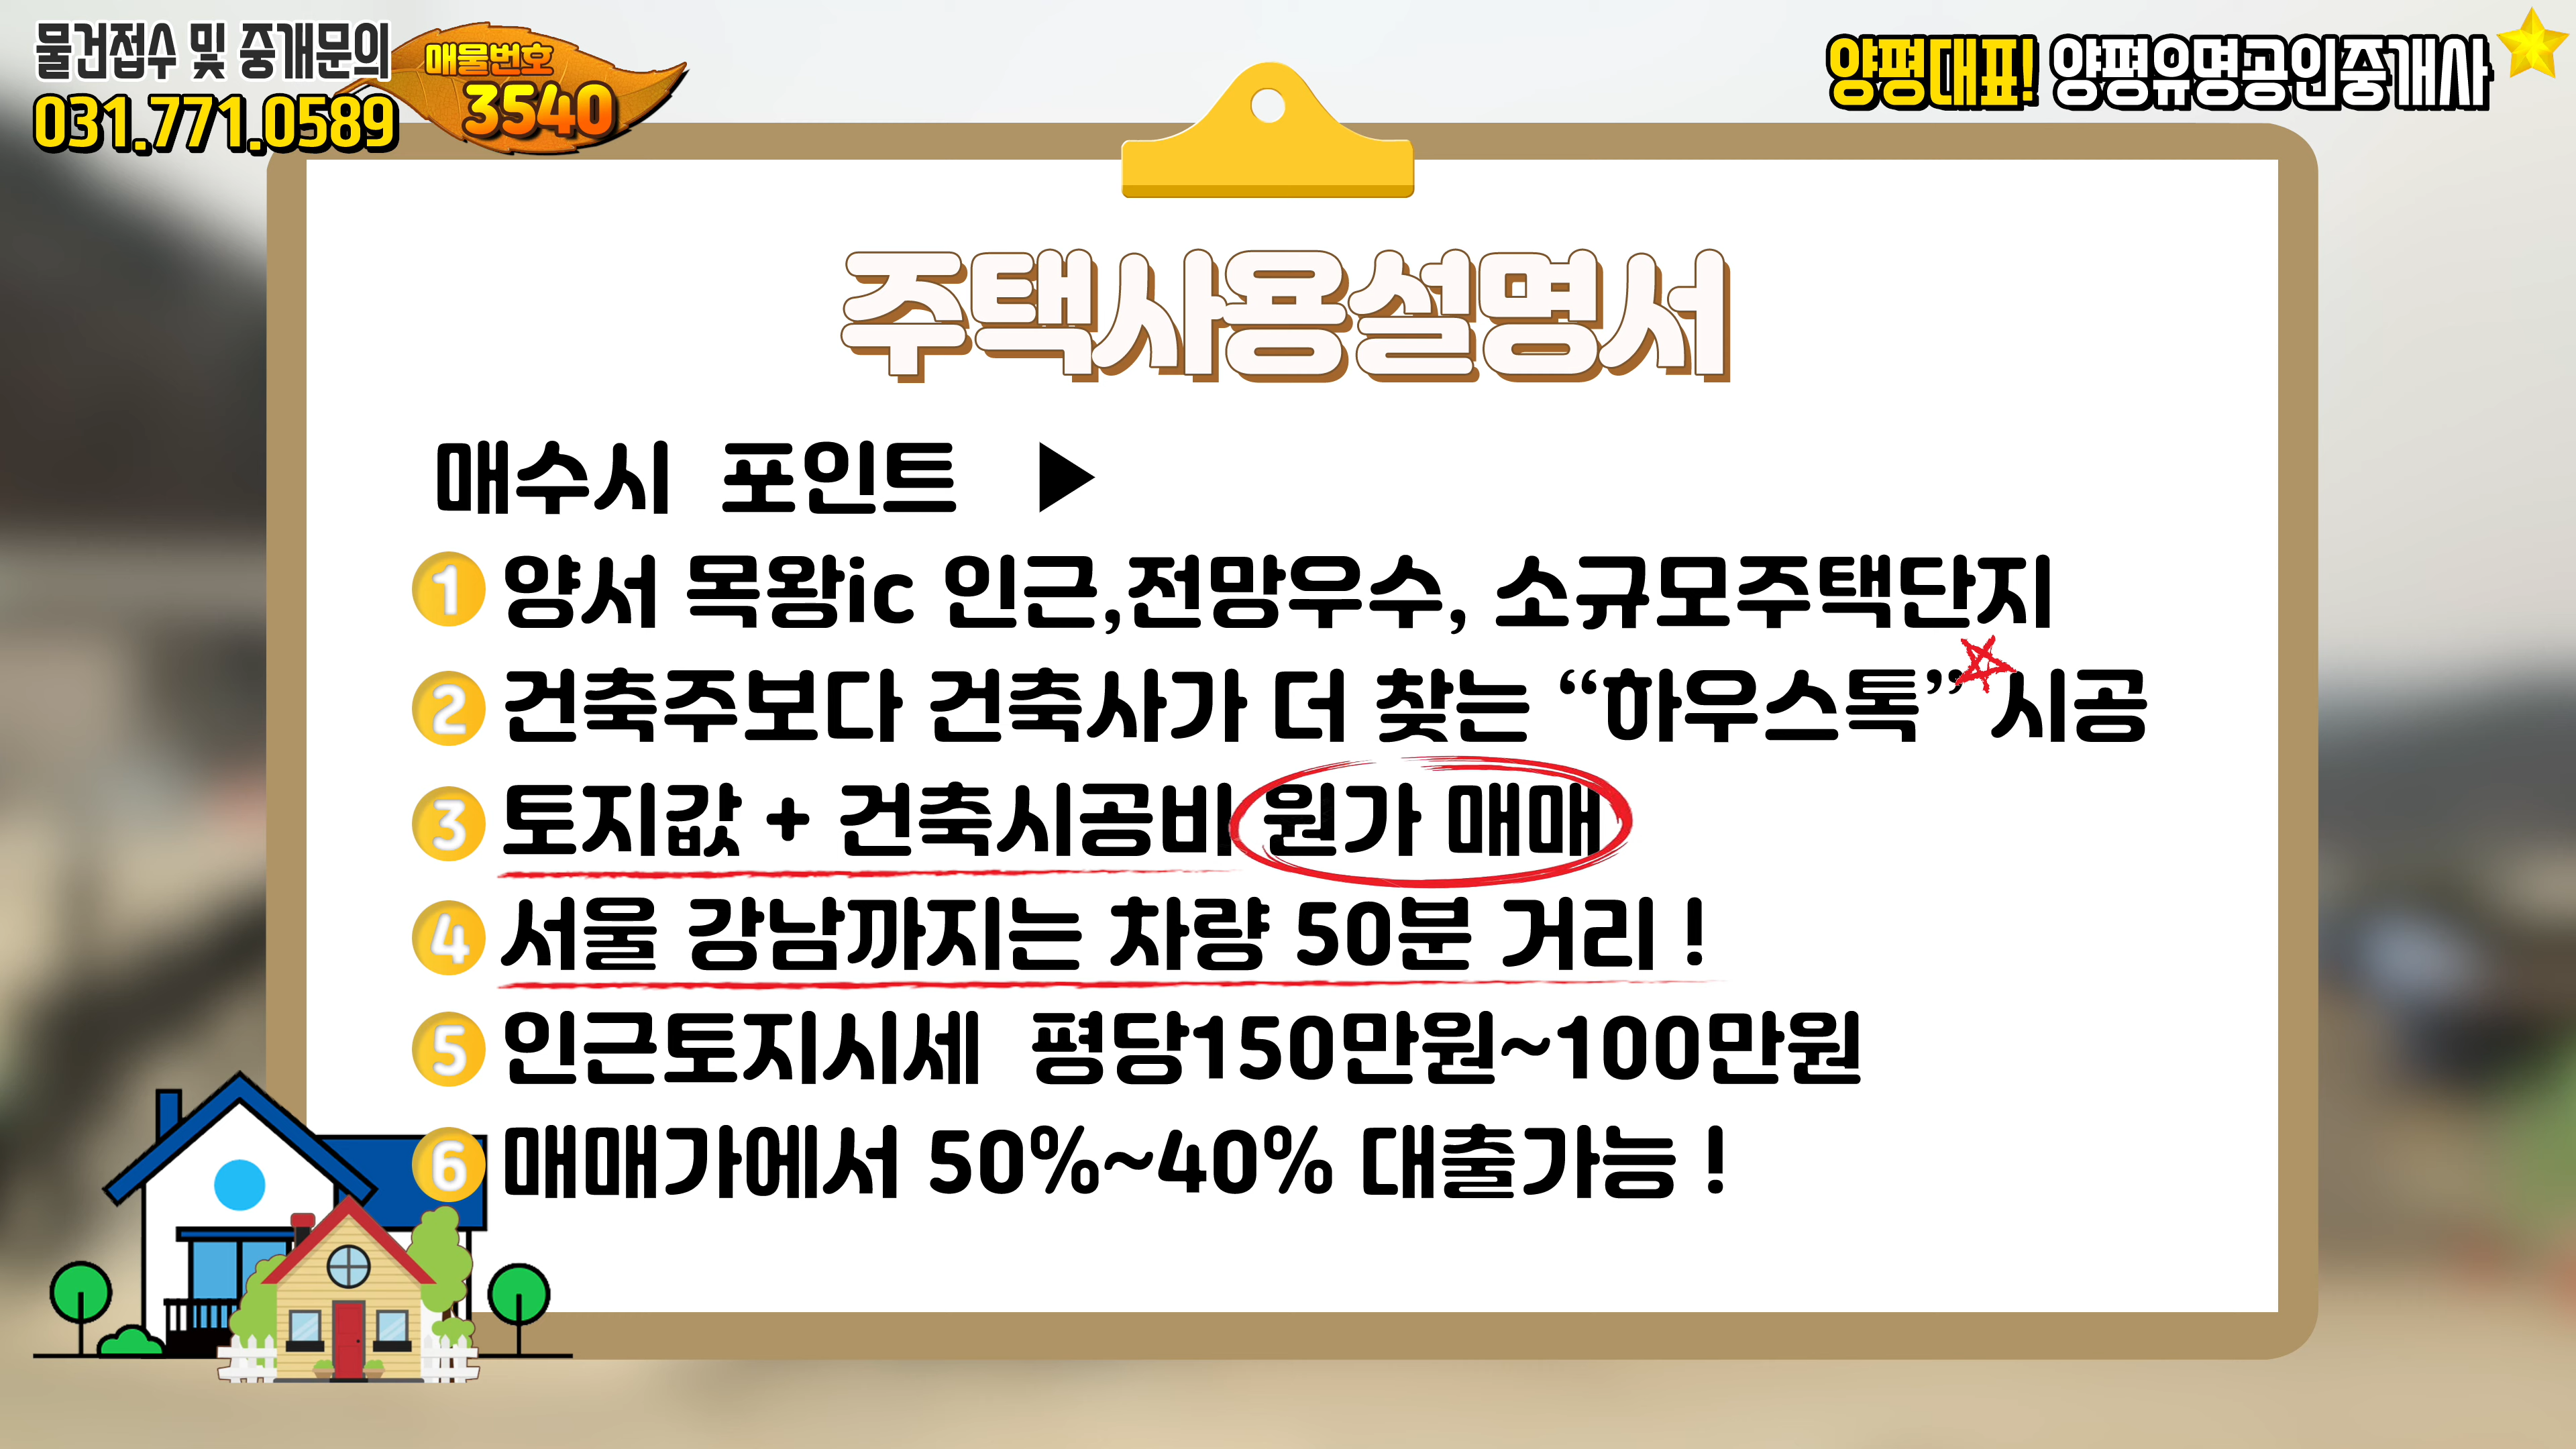 물건접수 및 중개문의
031.771.0589
매물번호
3540
양평대표! 양평유명공인중개사
주택사용설명서
매수시 포인트 ▶
1 양서 목왕ic 인근,전망우수, 소규모주택단지
2 건축주보다 건축사가 더 찾는 “하우스톡” 시공
3 토지값 + 건축시공비 원가 매매
4 서울 강남까지는 차량 50분 거리 !
5 인근토지시세 평당150만원~100만원
6 매매가에서 50%~40% 대출가능 !